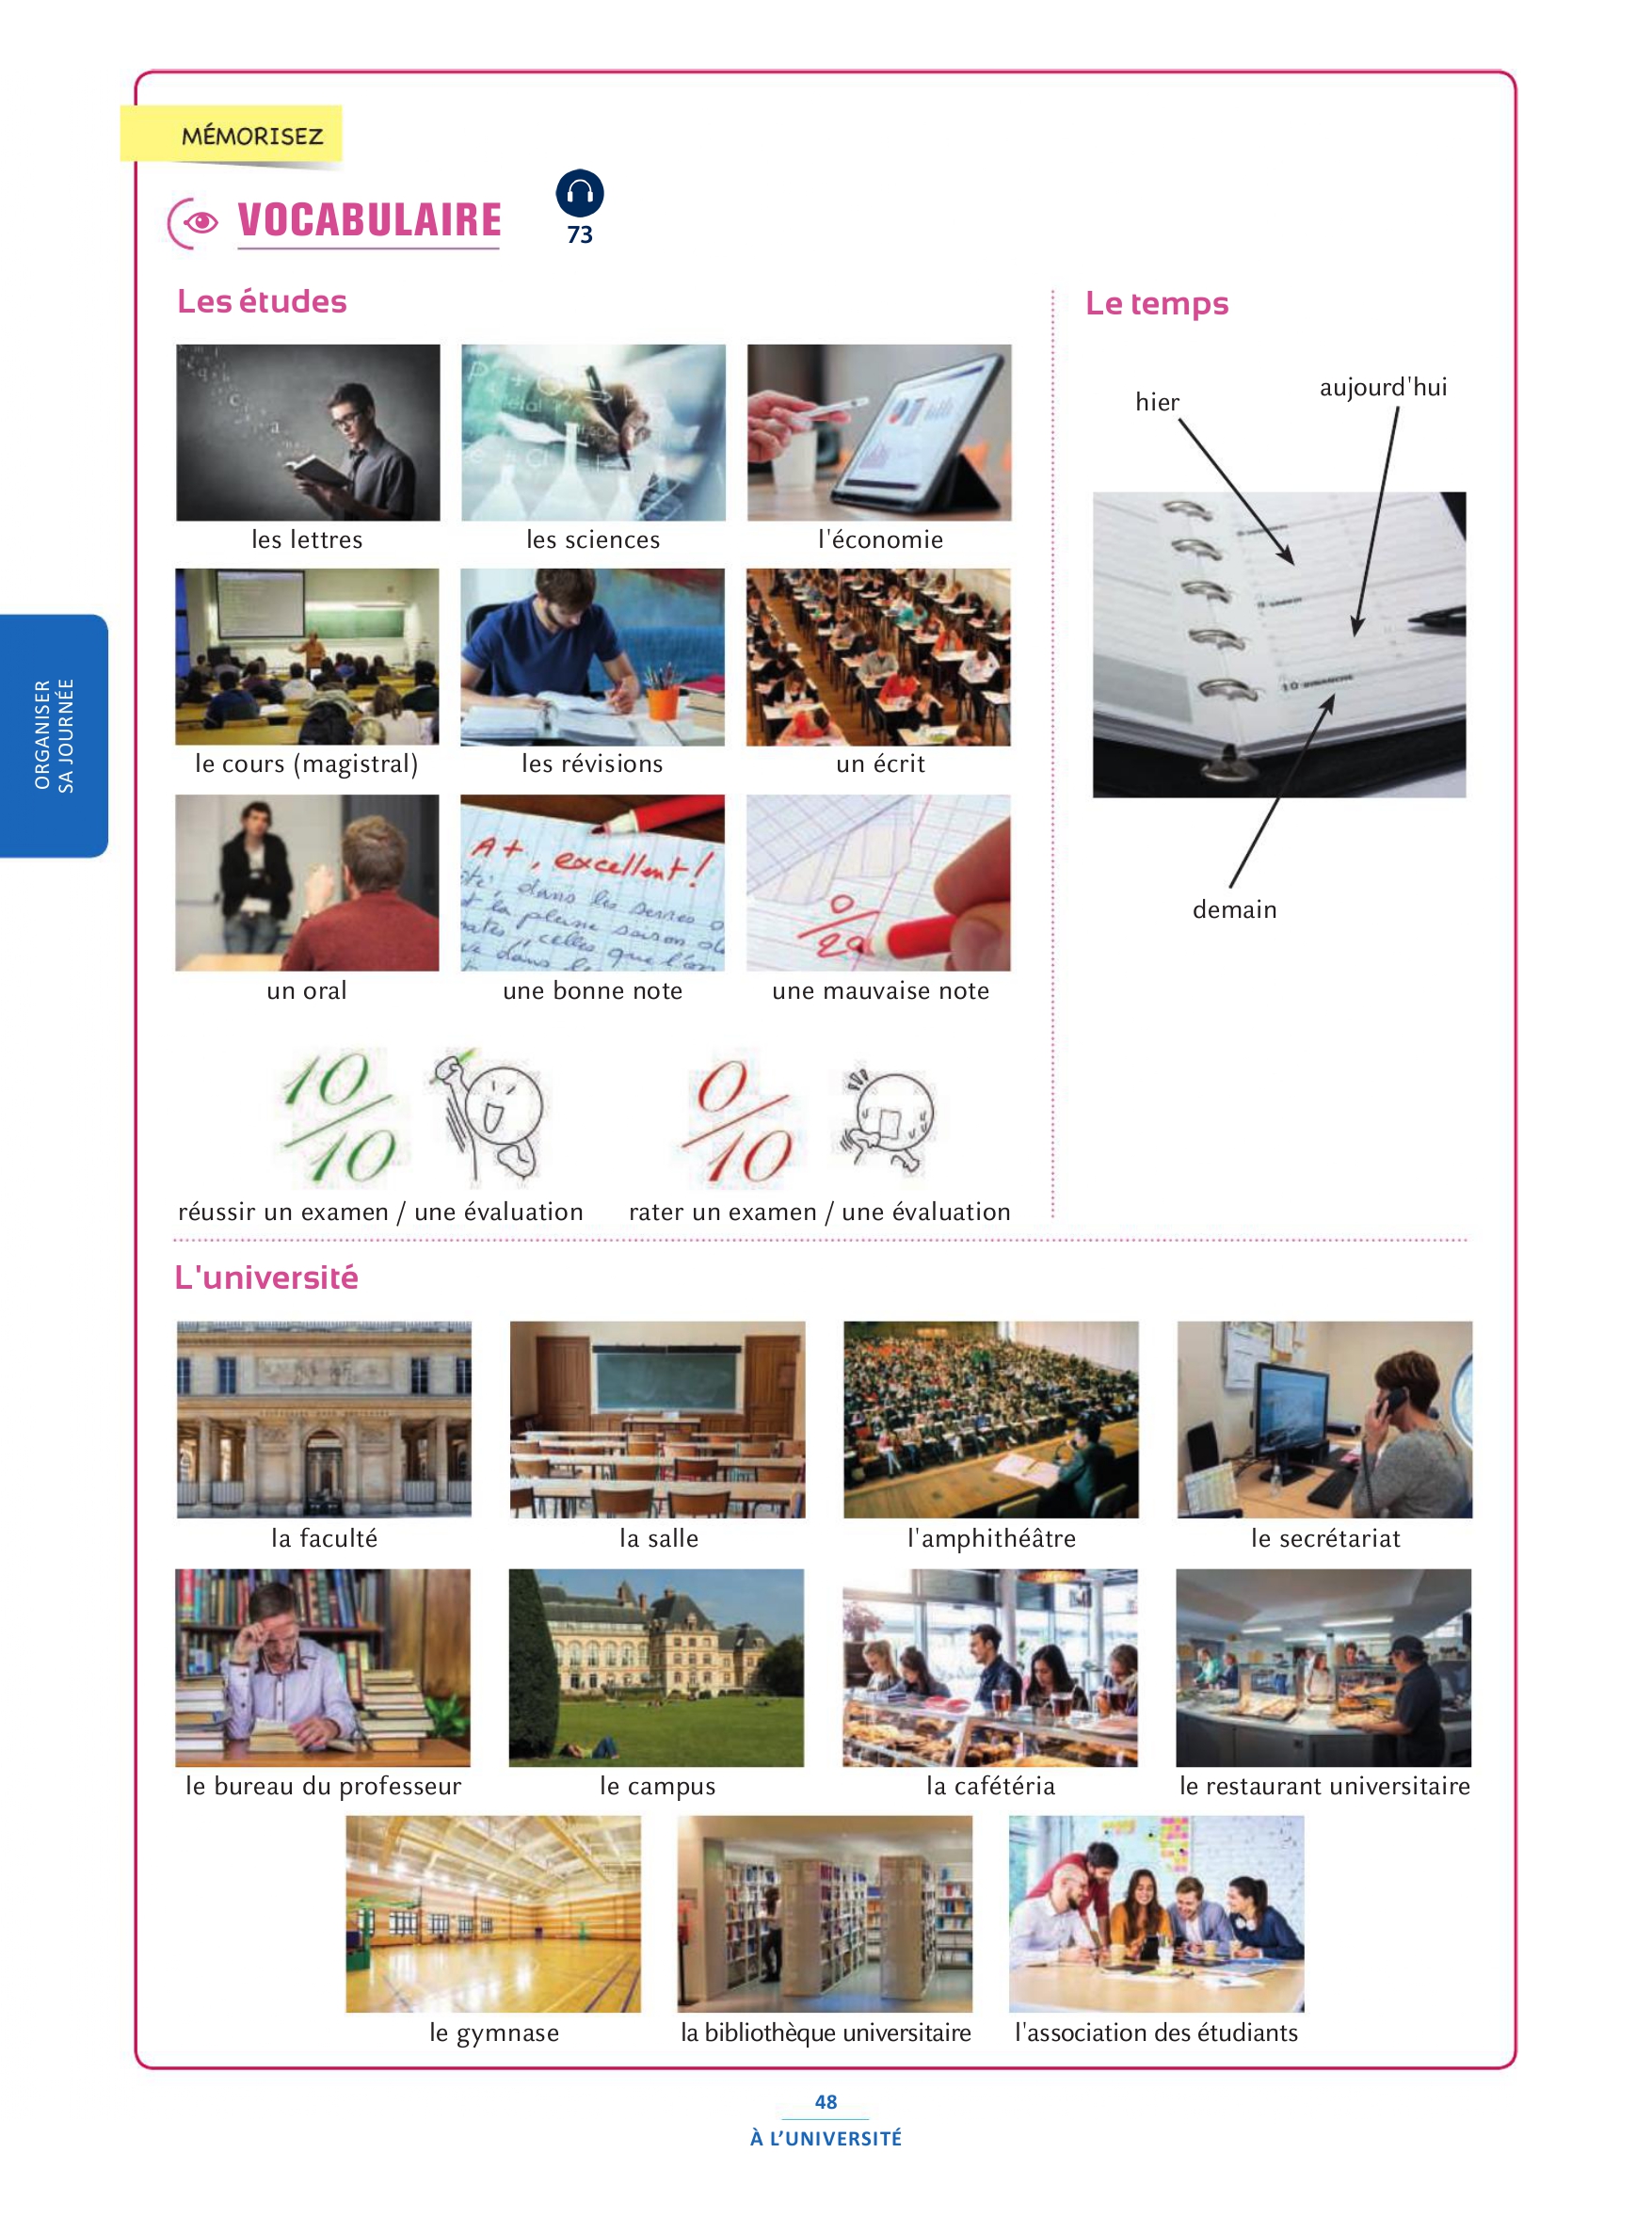 MÉMORISEZ
VOCABULAIRE
73
Les études
les lettres
les sciences
l'économie
le cours (magistral)
les révisions
un écrit
A+, excellent!
0/20
un oral
une bonne note
une mauvaise note
10/10
0/10
réussir un examen / une évaluation
rater un examen / une évaluation
Le temps
hier
aujourd'hui
demain
L'université
la faculté
la salle
l'amphithéâtre
le secrétariat
le bureau du professeur
le campus
la cafétéria
le restaurant universitaire
le gymnase
la bibliothèque universitaire
l'association des étudiants
ORGANISER
SA JOURNÉE
48
À L'UNIVERSITÉ